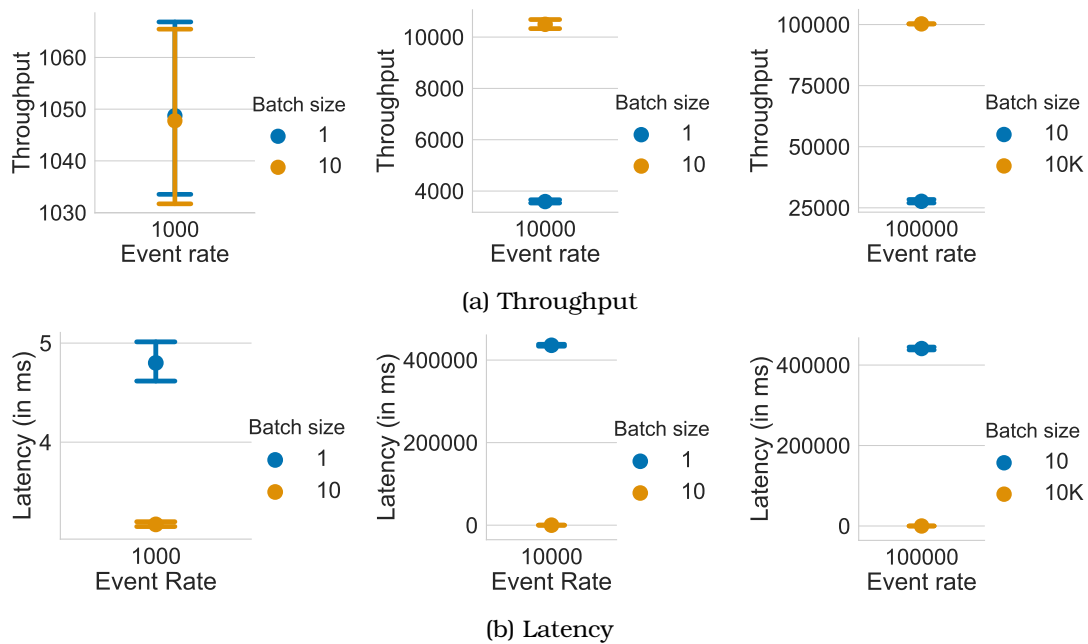 Throughput
1060
1050
1040
1030
1000
Event rate
Batch size
1
10
Throughput
10000
8000
6000
4000
10000
Event rate
Batch size
1
10
Throughput
100000
75000
50000
25000
100000
Event rate
Batch size
10
10K
(a) Throughput
Latency (in ms)
5
4
1000
Event Rate
Batch size
1
10
Latency (in ms)
400000
200000
0
10000
Event Rate
Batch size
1
10
Latency (in ms)
400000
200000
0
100000
Event rate
Batch size
10
10K
(b) Latency